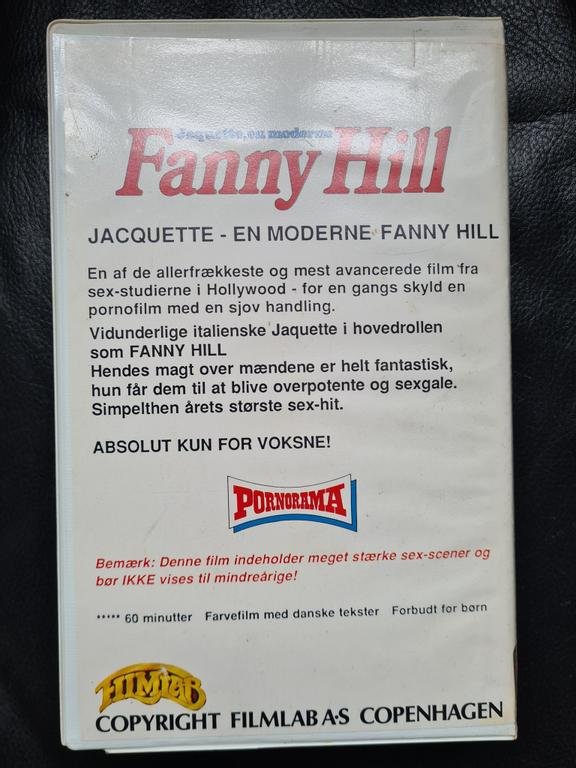 Jaquette, en moderne
Fanny Hill
JACQUETTE - EN MODERNE FANNY HILL
En af de allerfrækkeste og mest avancerede film fra
sex-studierne i Hollywood - for en gangs skyld en
pornofilm med en sjov handling.
Vidunderlige italienske Jaquette i hovedrollen
som FANNY HILL
Hendes magt over mændene er helt fantastisk,
hun får dem til at blive overpotente og sexgale.
Simpelthen årets største sex-hit.
ABSOLUT KUN FOR VOKSNE!
PORNORAMA
Bemærk: Denne film indeholder meget stærke sex-scener og
bør IKKE vises til mindreårige!
***** 60 minutter Farvefilm med danske tekster Forbudt for børn
FILMLAB
COPYRIGHT FILMLAB A·S COPENHAGEN